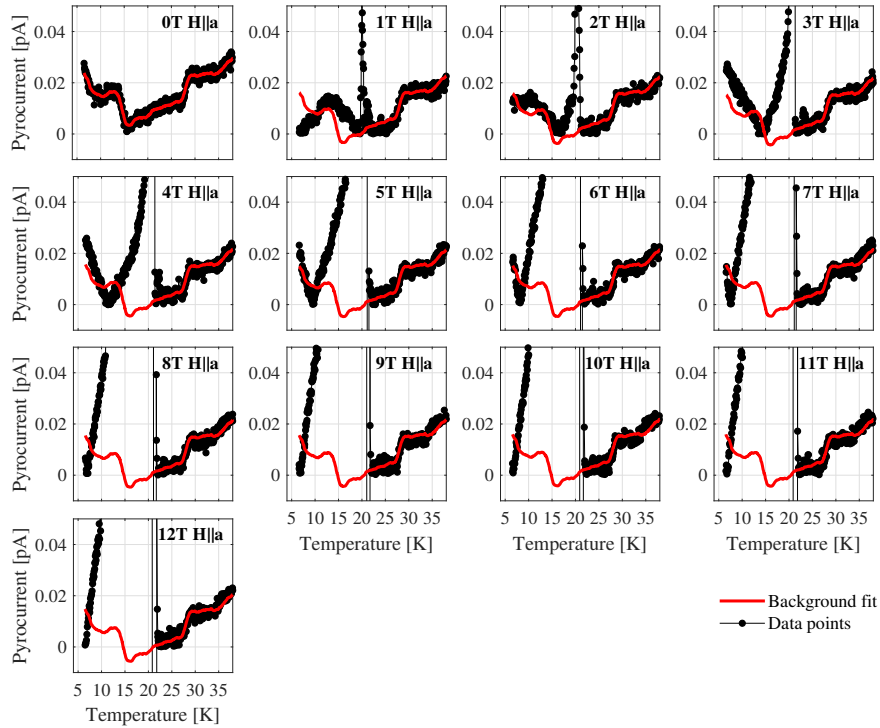 0T H||a
1T H||a
2T H||a
3T H||a
Pyrocurrent [pA]
0.04
0.02
0
4T H||a
5T H||a
6T H||a
7T H||a
Pyrocurrent [pA]
0.04
0.02
0
8T H||a
9T H||a
10T H||a
11T H||a
Pyrocurrent [pA]
0.04
0.02
0
5 10 15 20 25 30 35
5 10 15 20 25 30 35
5 10 15 20 25 30 35
Temperature [K]
Temperature [K]
Temperature [K]
12T H||a
Pyrocurrent [pA]
0.04
0.02
0
5 10 15 20 25 30 35
Temperature [K]
Background fit
Data points